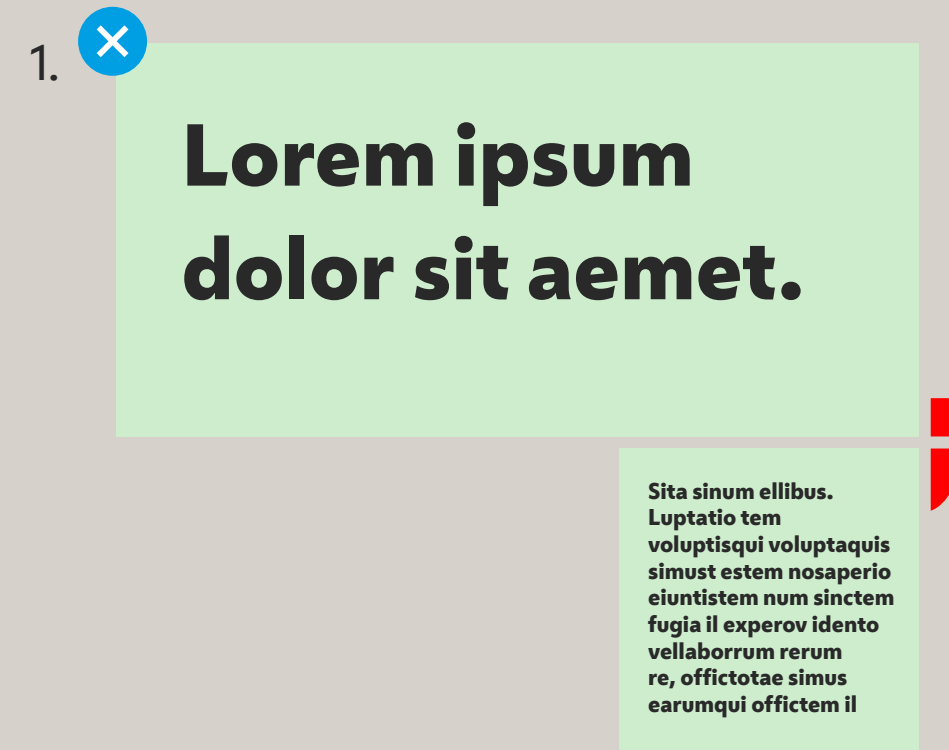 1.
Lorem ipsum
dolor sit aemet.
Sita sinum ellibus.
Luptatio tem
voluptisqui voluptaquis
simust estem nosaperio
eiuntistem num sinctem
fugia il experov idento
vellaborrum rerum
re, offictotae simus
earumqui offictem il